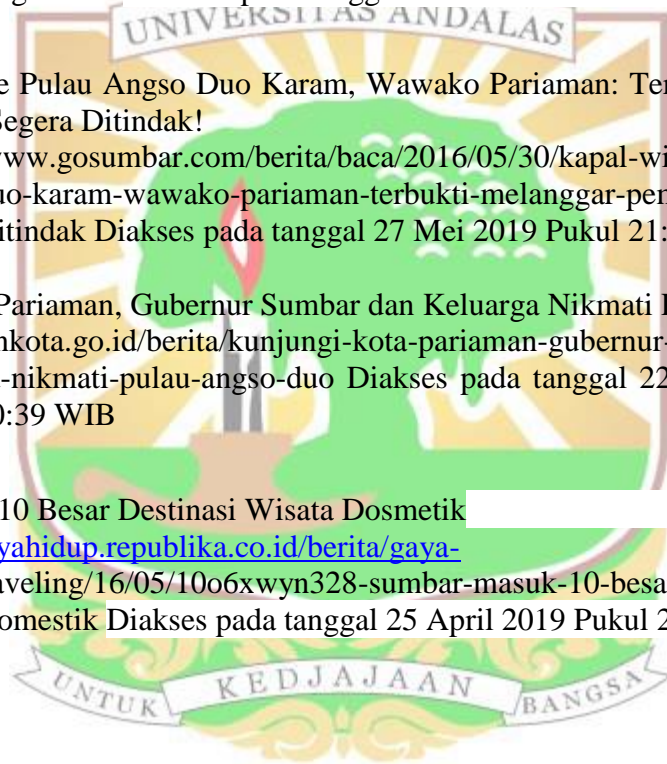 UNIVERSITAS ANDALAS
e Pulau Angso Duo Karam, Wawako Pariaman: Ter
Segera Ditindak!
www.gosumbar.com/berita/baca/2016/05/30/kapal-wi
uo-karam-wawako-pariaman-terbukti-melanggar-pen
itindak Diakses pada tanggal 27 Mei 2019 Pukul 21:
Pariaman, Gubernur Sumbar dan Keluarga Nikmati
nkota.go.id/berita/kunjungi-kota-pariaman-gubernur-
-nikmati-pulau-angso-duo Diakses pada tanggal 22
0:39 WIB
10 Besar Destinasi Wisata Dosmetik
yahidup.republika.co.id/berita/gaya-
aveling/16/05/10o6xwyn328-sumbar-masuk-10-besa
omestik Diakses pada tanggal 25 April 2019 Pukul 2
UNTUK KEDJAJAAN BANGSA